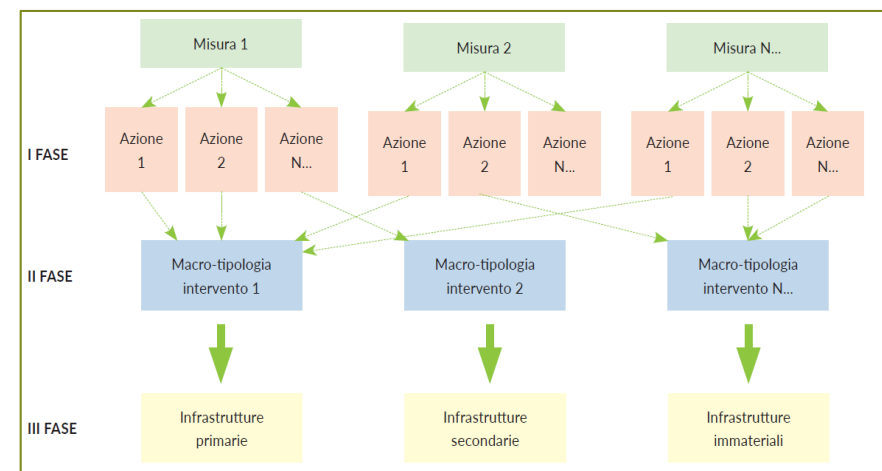 Misura 1
Misura 2
Misura N...
I FASE
Azione
1
Azione
2
Azione
N...
Azione
1
Azione
2
Azione
N...
Azione
1
Azione
2
Azione
N...
II FASE
Macro-tipologia
intervento 1
Macro-tipologia
intervento 2
Macro-tipologia
intervento N...
III FASE
Infrastrutture
primarie
Infrastrutture
secondarie
Infrastrutture
immateriali